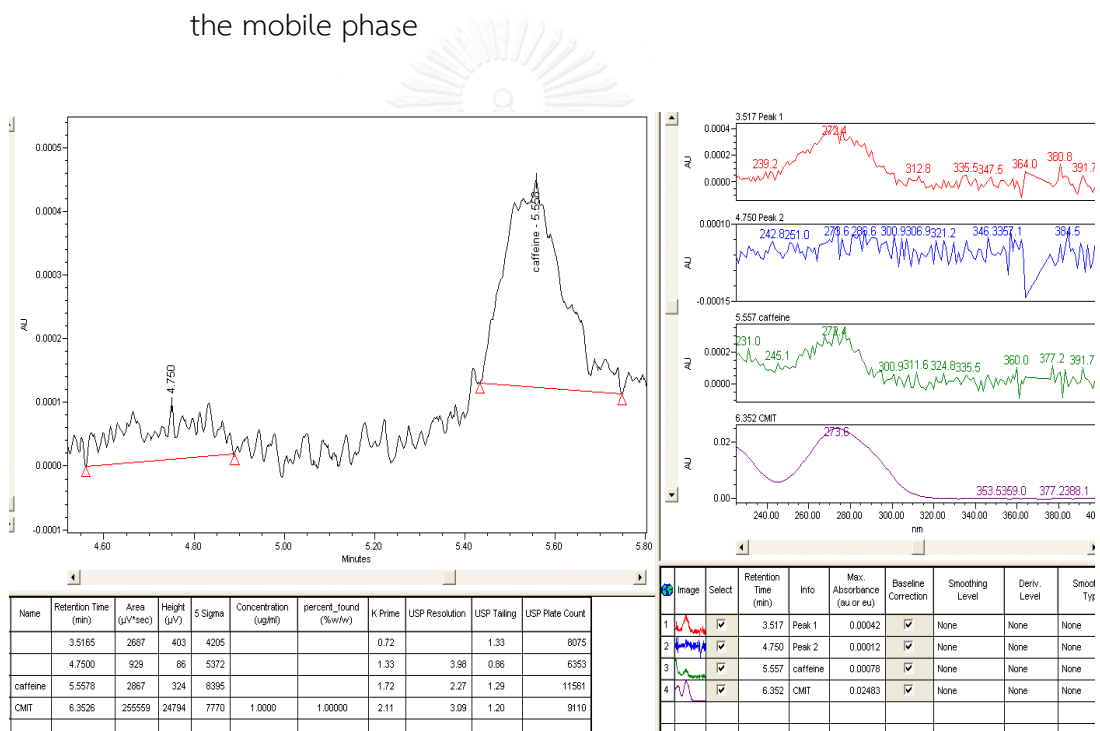 the mobile phase
0.0005
0.0004
0.0003
0.0002
0.0001
0.0000
-0.0001
AU
4.750
caffeine - 5.558
4.60 4.80 5.00 5.20 5.40 5.60 5.80
Minutes
3.517 Peak 1
0.0004
0.0002
0.0000
AU
239.2 272.4 312.8 335.5 347.5 364.0 380.8 391.7
4.750 Peak 2
0.00010
-0.00015
AU
242.8 251.0 273.6 286.6 300.9 306.9 321.2 346.3 357.1 384.5
5.557 caffeine
0.0002
0.0000
AU
231.0 245.1 272.4 300.9 311.6 324.8 335.5 360.0 377.2 391.7
6.352 CMIT
0.02
0.00
AU
273.6 353.5 359.0 377.2 388.1
240.00 260.00 280.00 300.00 320.00 340.00 360.00 380.00 400
nm
Name Retention Time (min) Area (µV*sec) Height (µV) 5 Sigma Concentration (ug/ml) percent_found (%w/w) K Prime USP Resolution USP Tailing USP Plate Count
3.5165 2687 403 4205 0.72 1.33 8075
4.7500 929 86 5372 1.33 3.98 0.86 6353
caffeine 5.5578 2867 324 8395 1.72 2.27 1.29 11561
CMIT 6.3526 255559 24794 7770 1.0000 1.00000 2.11 3.09 1.20 9110
Image Select Retention Time (min) Info Max. Absorbance (au or eu) Baseline Correction Smoothing Level Deriv. Level Smoot Typ
1 3.517 Peak 1 0.00042 None None None
2 4.750 Peak 2 0.00012 None None None
3 5.557 caffeine 0.00078 None None None
4 6.352 CMIT 0.02483 None None None